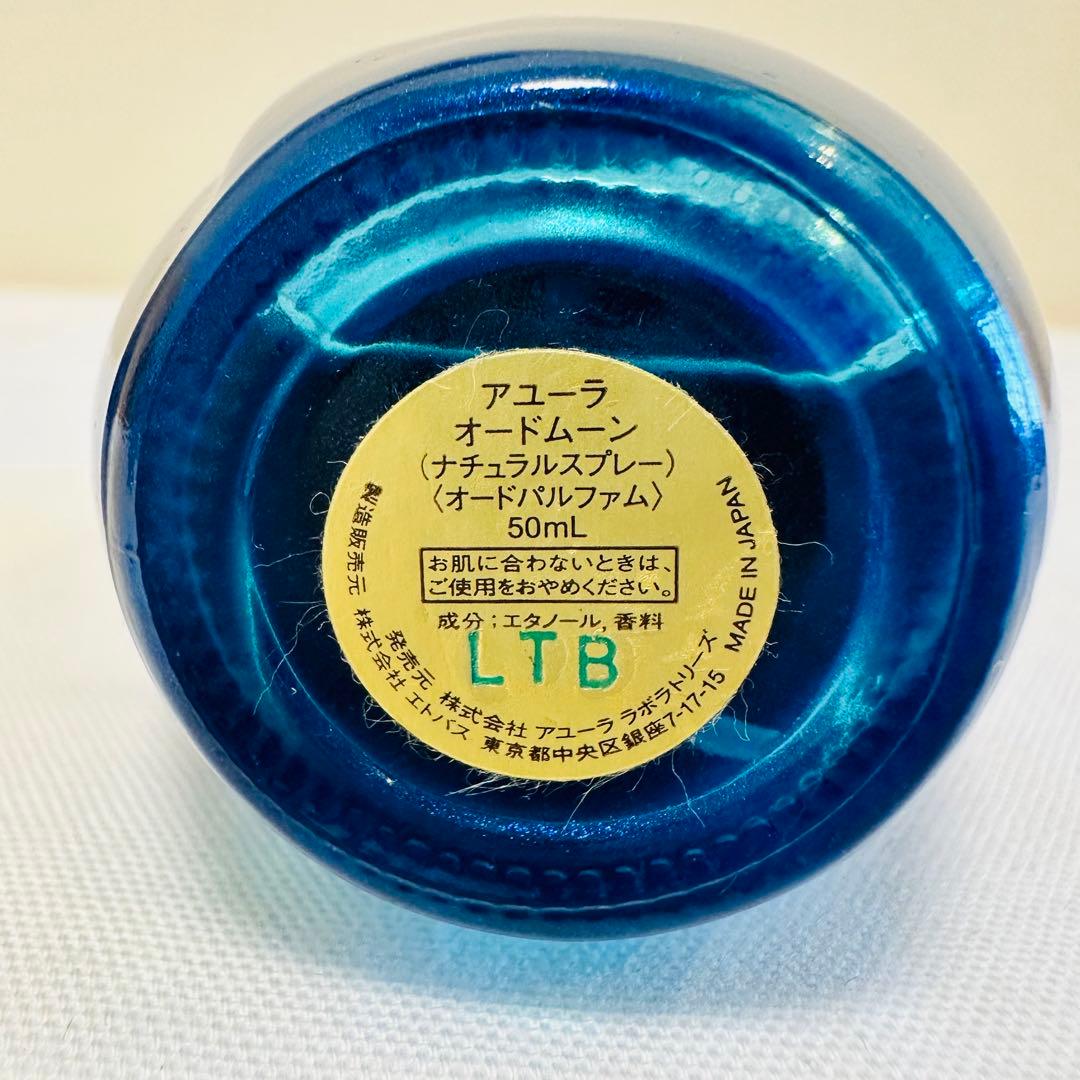 アユーラ
オードムーン
(ナチュラルスプレー)
〈オードパルファム〉
50mL
お肌に合わないときは、
ご使用をおやめください。
成分;エタノール,香料
LTB
発売元 株式会社 アユーラ ラボラトリーズ
製造販売元 株式会社 エトバス 東京都中央区銀座7-17-15 MADE IN JAPAN